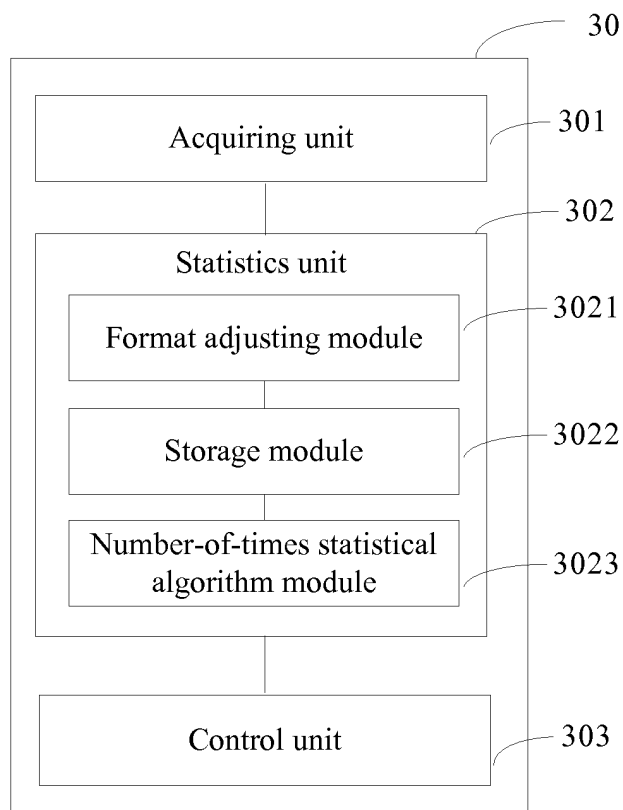 30
Acquiring unit
301
302
Statistics unit
3021
Format adjusting module
3022
Storage module
Number-of-times statistical
algorithm module
3023
Control unit
303